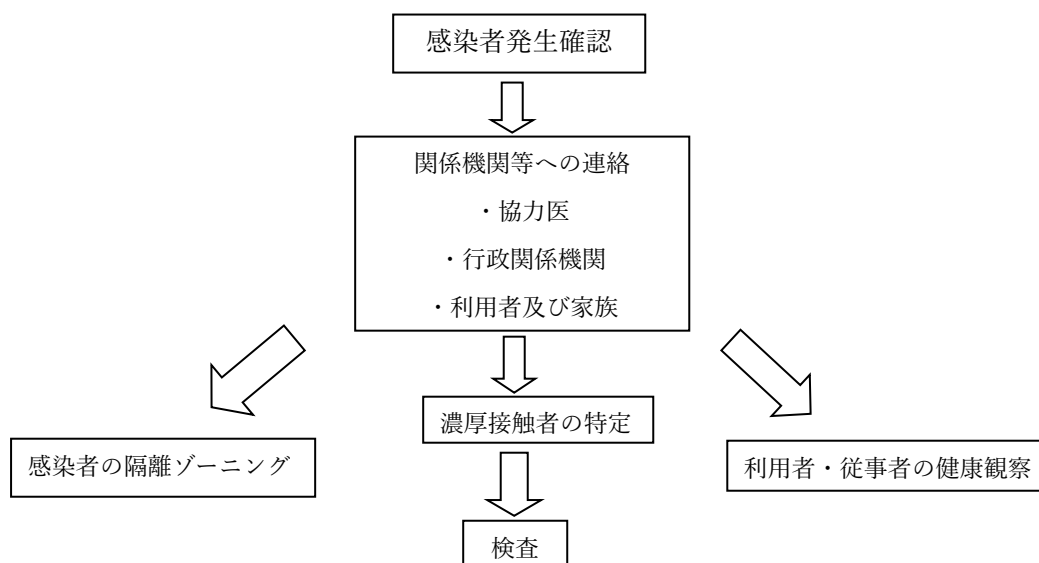 感染者発生確認
関係機関等への連絡
・協力医
・行政関係機関
・利用者及び家族
濃厚接触者の特定
感染者の隔離ゾーニング
利用者・従事者の健康観察
検査